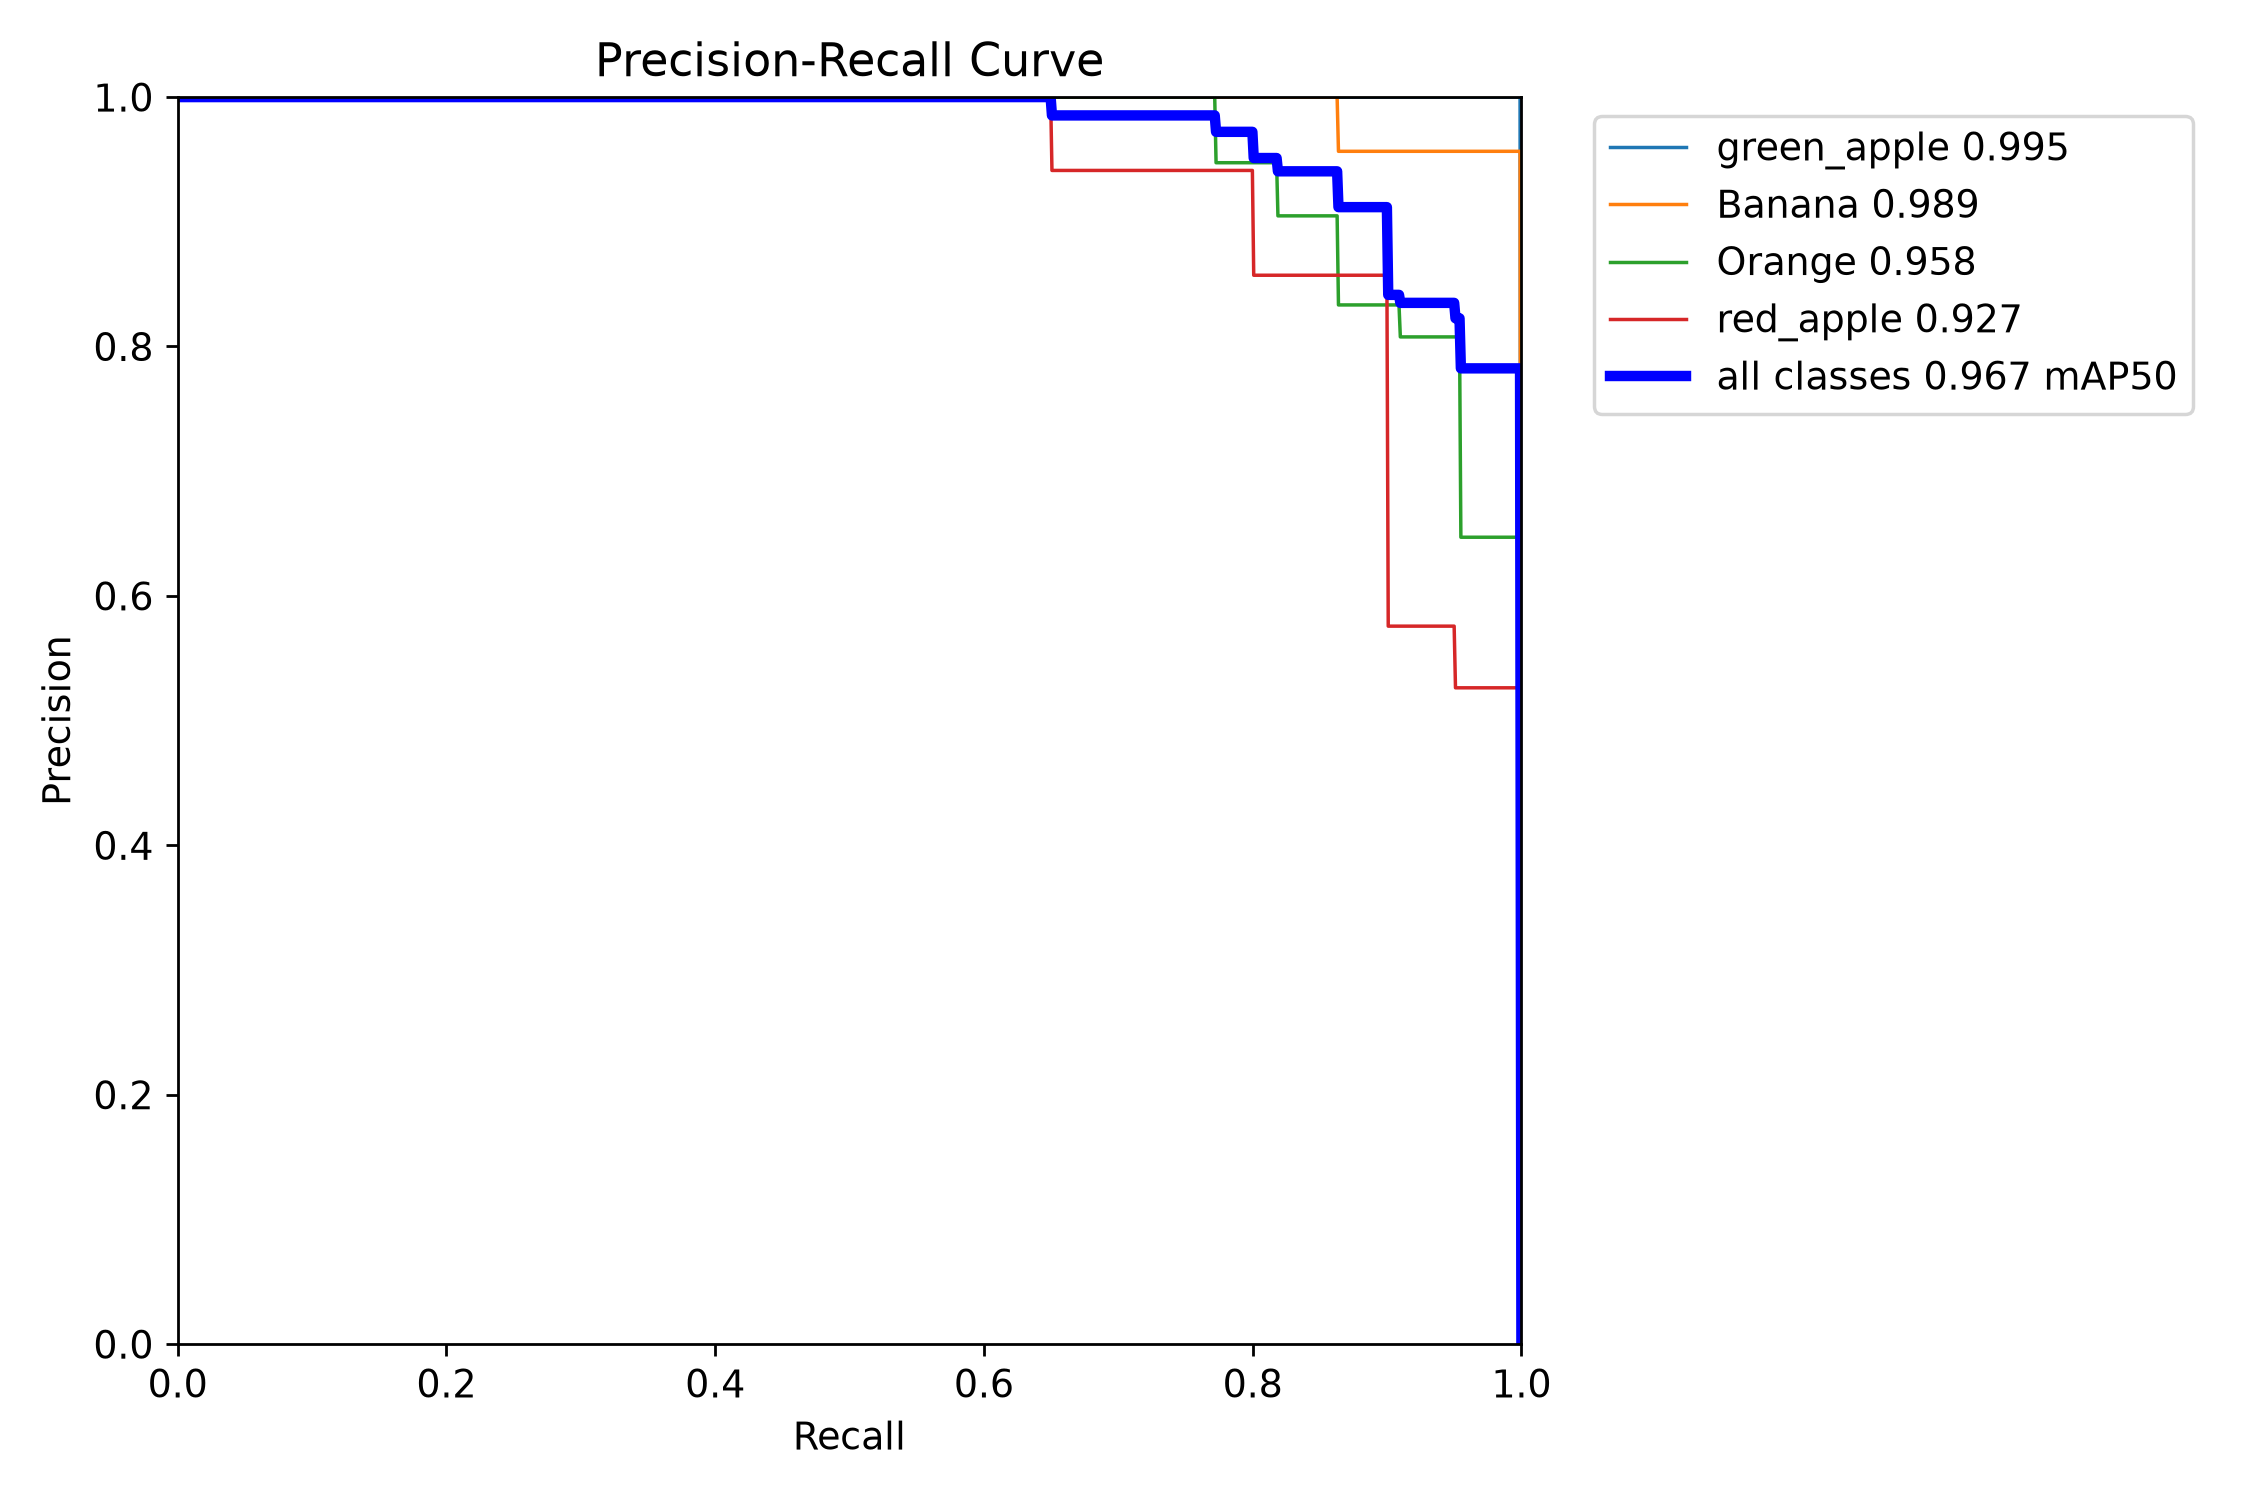 Precision-Recall Curve
1.0
0.8
0.6
0.4
0.2
0.0
Precision
0.0 0.2 0.4 0.6 0.8 1.0
Recall
green_apple 0.995
Banana 0.989
Orange 0.958
red_apple 0.927
all classes 0.967 mAP50